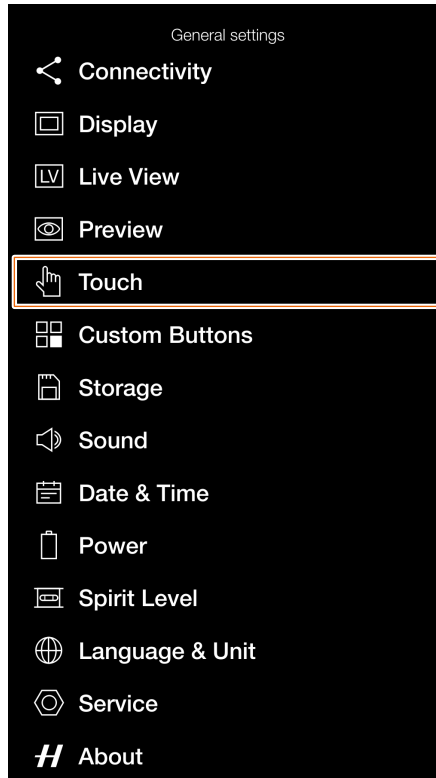 General settings
Connectivity
Display
LV Live View
Preview
Touch
Custom Buttons
Storage
Sound
Date & Time
Power
Spirit Level
Language & Unit
Service
H About